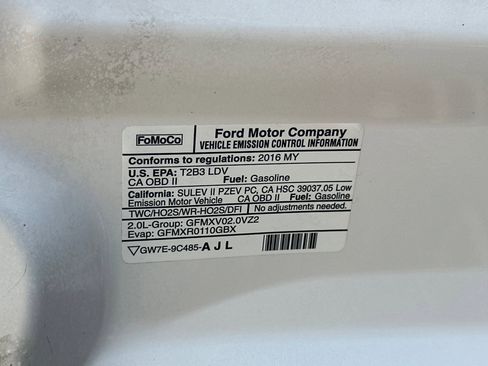 FoMoCo
Ford Motor Company
VEHICLE EMISSION CONTROL INFORMATION
Conforms to regulations: 2016 MY
U.S. EPA: T2B3 LDV
CA OBD II Fuel: Gasoline
California: SULEV II PZEV PC, CA HSC 39037.05 Low
Emission Motor Vehicle CA OBD II Fuel: Gasoline
TWC/HO2S/WR-HO2S/DFI No adjustments needed.
2.0L-Group: GFMXV02.0VZ2
Evap: GFMXR0110GBX
GW7E-9C485-A J L